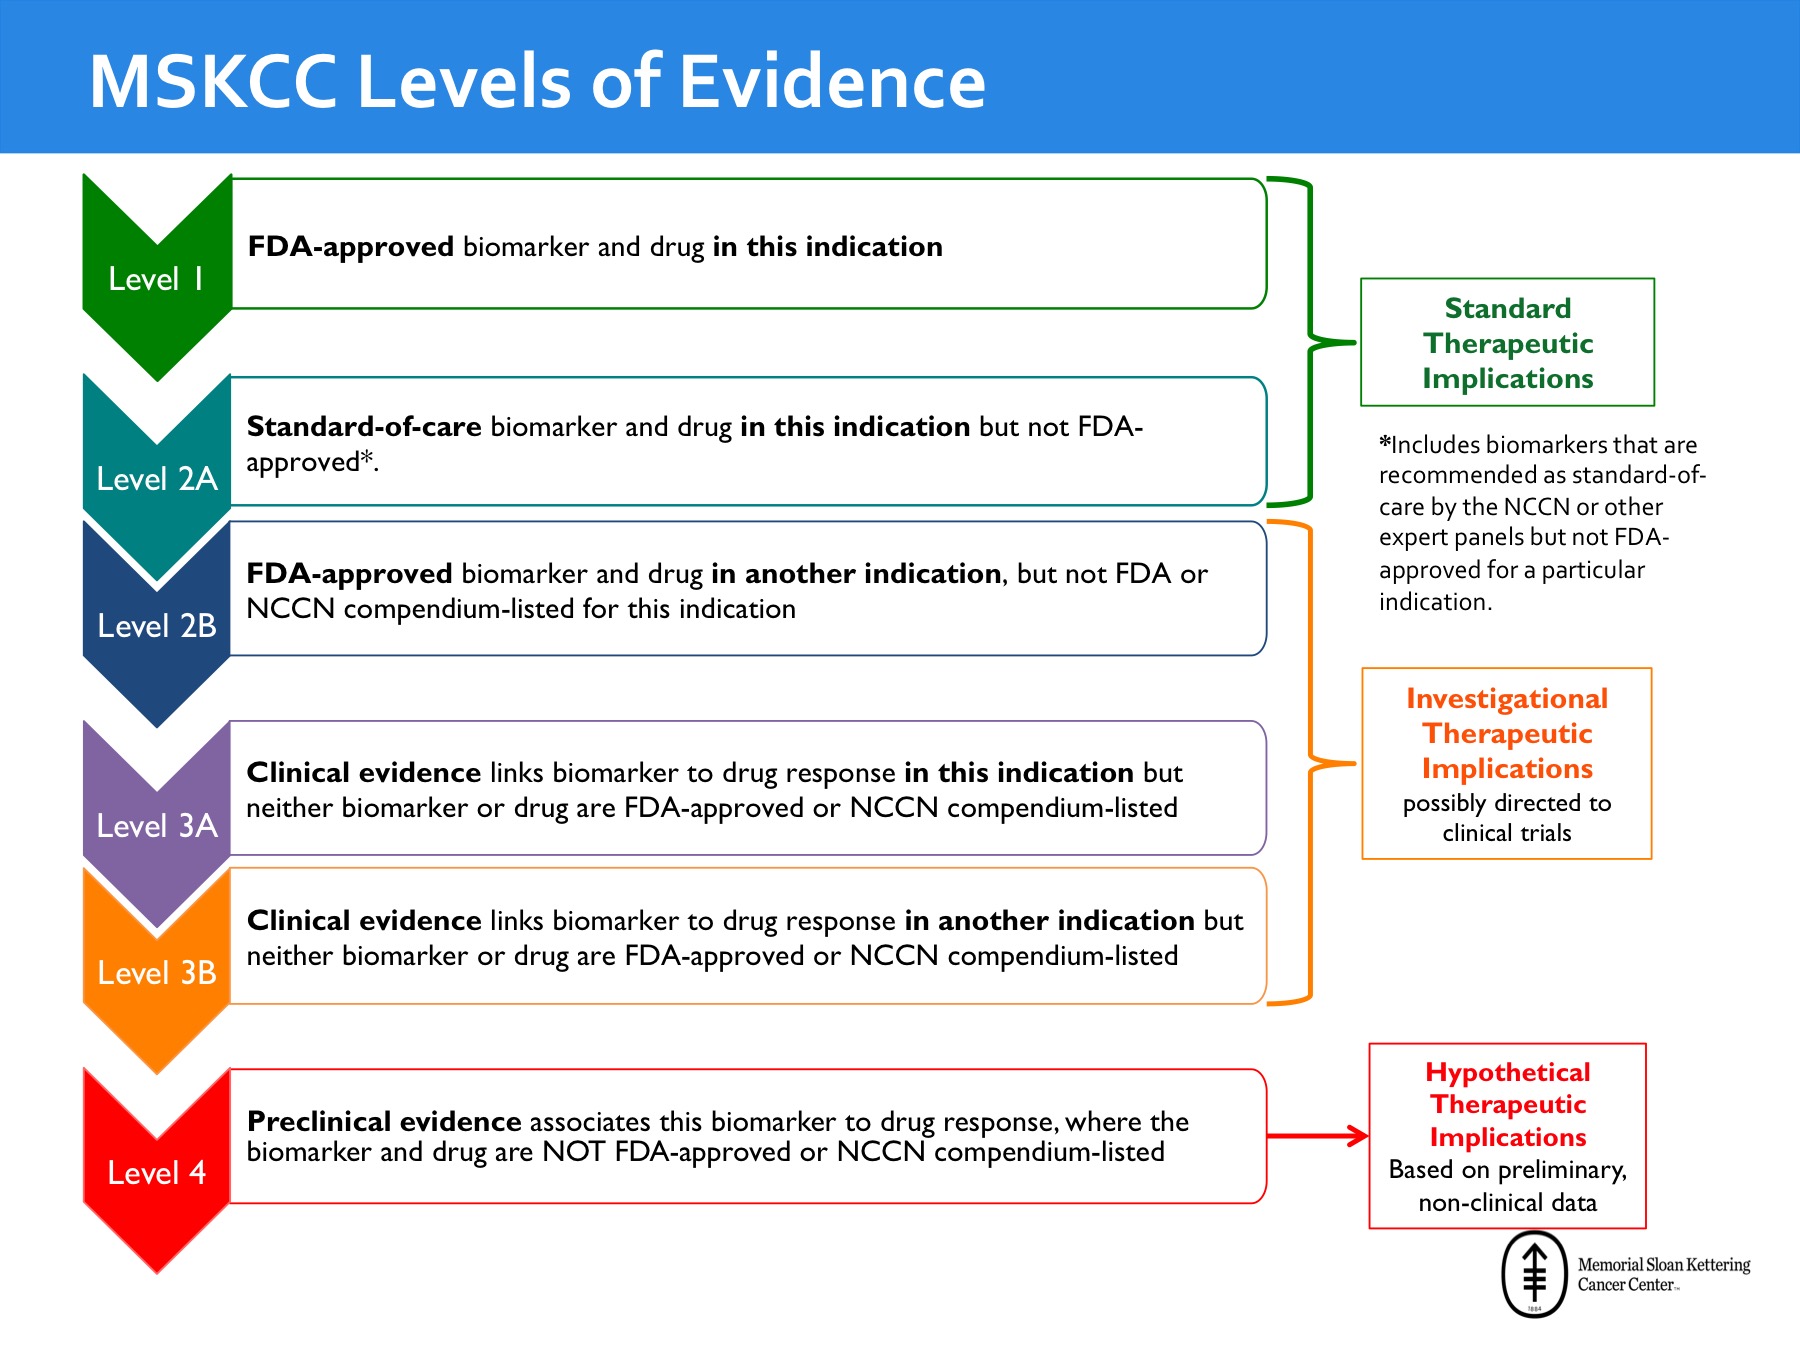 MSKCC Levels of Evidence
Level 1
FDA-approved biomarker and drug in this indication
Standard
Therapeutic
Implications
Level 2A
Standard-of-care biomarker and drug in this indication but not FDA-
approved*.
*Includes biomarkers that are
recommended as standard-of-
care by the NCCN or other
expert panels but not FDA-
approved for a particular
indication.
Level 2B
FDA-approved biomarker and drug in another indication, but not FDA or
NCCN compendium-listed for this indication
Level 3A
Clinical evidence links biomarker to drug response in this indication but
neither biomarker or drug are FDA-approved or NCCN compendium-listed
Investigational
Therapeutic
Implications
possibly directed to
clinical trials
Level 3B
Clinical evidence links biomarker to drug response in another indication but
neither biomarker or drug are FDA-approved or NCCN compendium-listed
Level 4
Preclinical evidence associates this biomarker to drug response, where the
biomarker and drug are NOT FDA-approved or NCCN compendium-listed
Hypothetical
Therapeutic
Implications
Based on preliminary,
non-clinical data
1884
Memorial Sloan Kettering
Cancer Center™